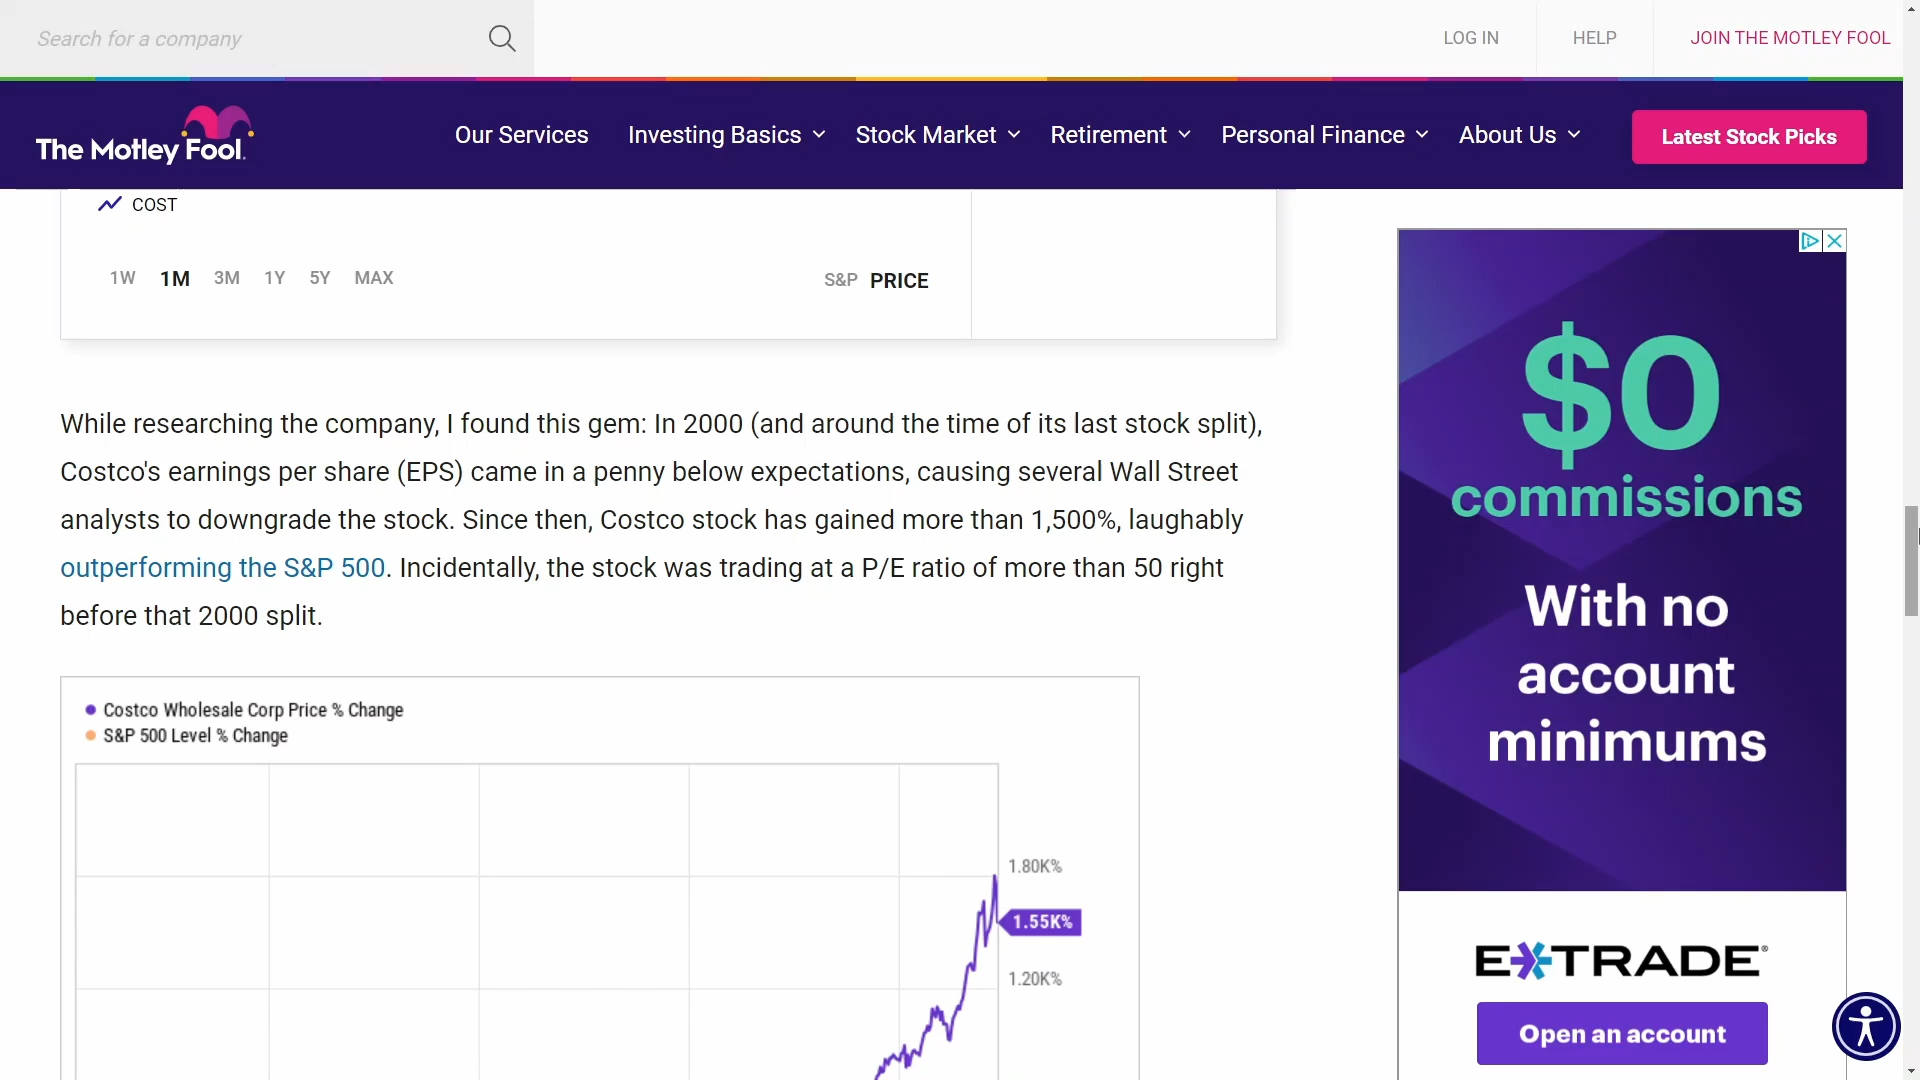 Search for a company
LOG IN
HELP
JOIN THE MOTLEY FOOL
The Motley Fool.
Our Services
Investing Basics
Stock Market
Retirement
Personal Finance
About Us
Latest Stock Picks
COST
1W 1M 3M 1Y 5Y MAX
S&P PRICE
While researching the company, I found this gem: In 2000 (and around the time of its last stock split),
Costco's earnings per share (EPS) came in a penny below expectations, causing several Wall Street
analysts to downgrade the stock. Since then, Costco stock has gained more than 1,500%, laughably
outperforming the S&P 500. Incidentally, the stock was trading at a P/E ratio of more than 50 right
before that 2000 split.
Costco Wholesale Corp Price % Change
S&P 500 Level % Change
1.80K%
1.55K%
1.20K%
$0
commissions
With no
account
minimums
E*TRADE®
Open an account